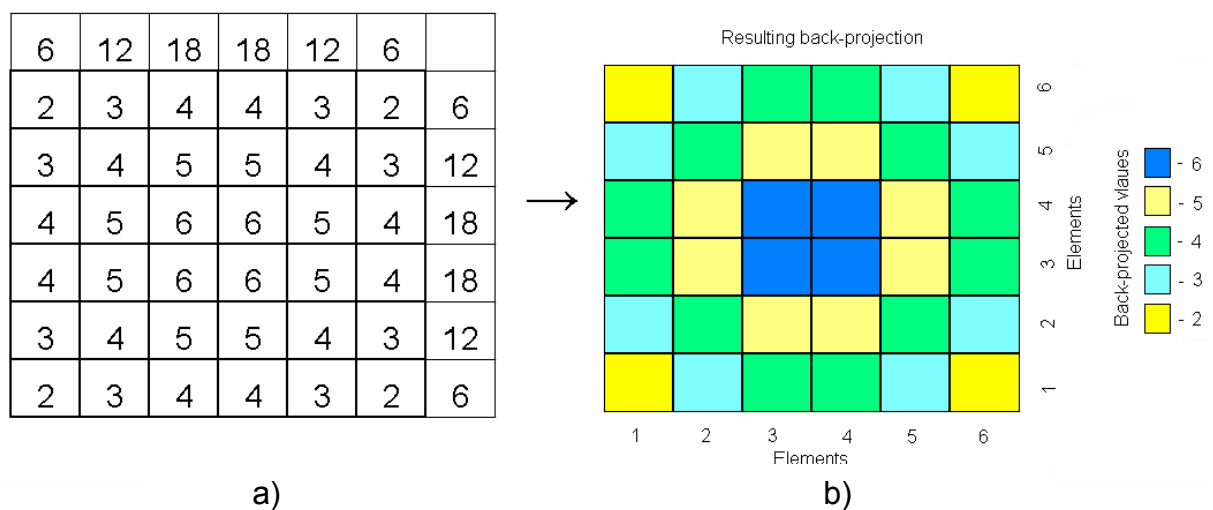 6 12 18 18 12 6
2 3 4 4 3 2 6
3 4 5 5 4 3 12
4 5 6 6 5 4 18
4 5 6 6 5 4 18
3 4 5 5 4 3 12
2 3 4 4 3 2 6
→
a)
Resulting back-projection
6
5
4
3
2
1
Elements
1 2 3 4 5 6
Elements
Back-projected vlaues
- 6
- 5
- 4
- 3
- 2
b)